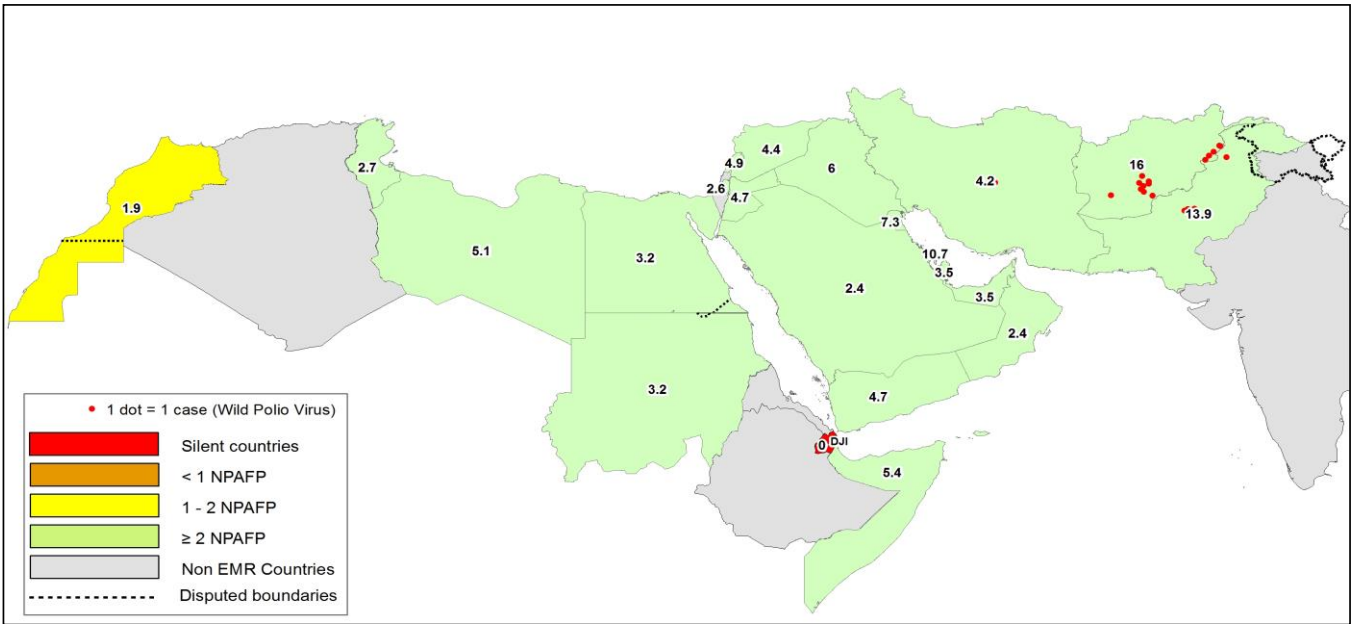 16
4.4
4.9
6
4.2
2.7
2.6
4.7
1.9
13.9
7.3
5.1
3.2
10.7
3.5
2.4
3.5
2.4
3.2
4.7
0
DJI
5.4
1 dot = 1 case (Wild Polio Virus)
Silent countries
< 1 NPAFP
1 - 2 NPAFP
≥ 2 NPAFP
Non EMR Countries
Disputed boundaries